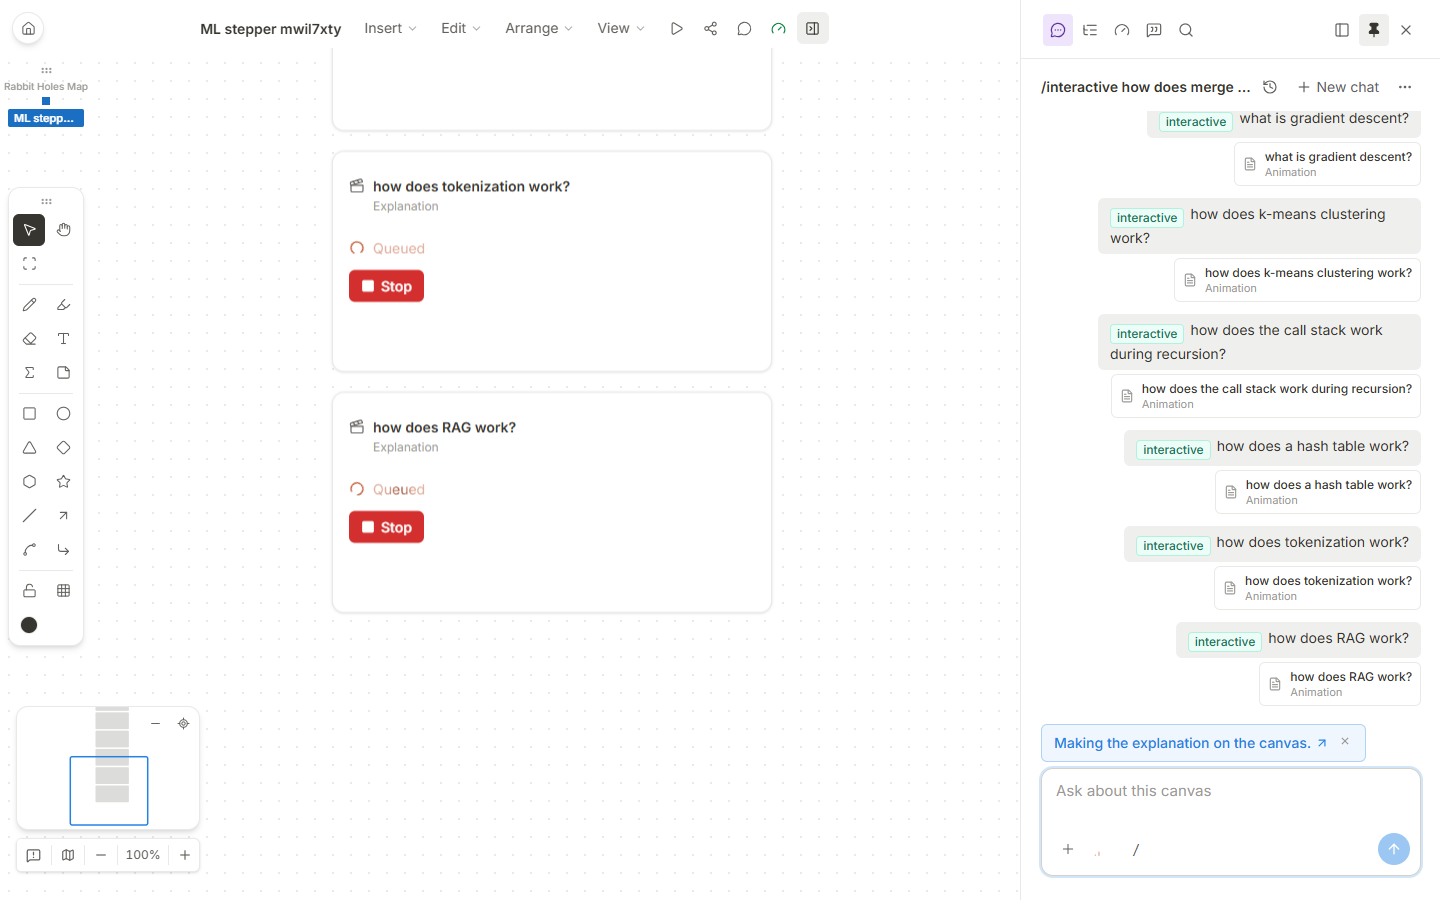 ML stepper mwil7xty
Insert
Edit
Arrange
View
Rabbit Holes Map
ML stepp...
how does tokenization work?
Explanation
Queued
Stop
how does RAG work?
Explanation
Queued
Stop
100%
/interactive how does merge ...
New chat
interactive what is gradient descent?
what is gradient descent?
Animation
interactive how does k-means clustering
work?
how does k-means clustering work?
Animation
interactive how does the call stack work
during recursion?
how does the call stack work during recursion?
Animation
interactive how does a hash table work?
how does a hash table work?
Animation
interactive how does tokenization work?
how does tokenization work?
Animation
interactive how does RAG work?
how does RAG work?
Animation
Making the explanation on the canvas.
Ask about this canvas
/